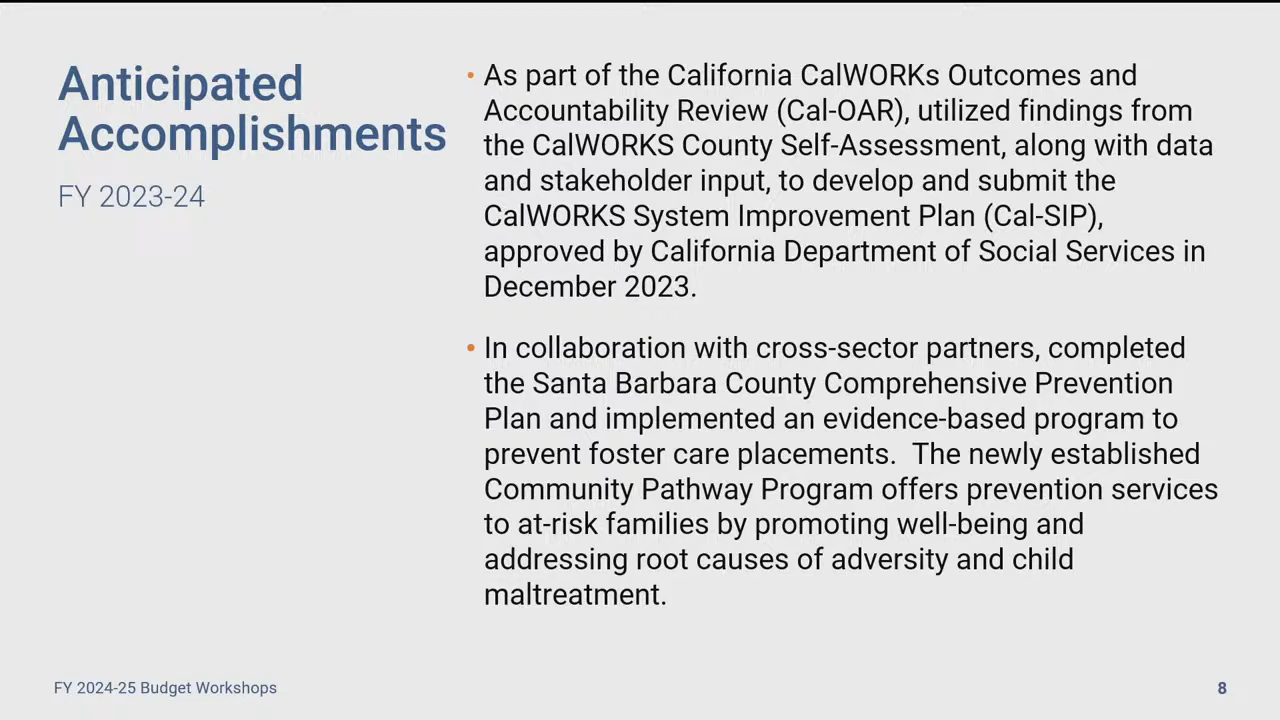 Anticipated
Accomplishments
FY 2023-24
• As part of the California CalWORKs Outcomes and
Accountability Review (Cal-OAR), utilized findings from
the CalWORKS County Self-Assessment, along with data
and stakeholder input, to develop and submit the
CalWORKS System Improvement Plan (Cal-SIP),
approved by California Department of Social Services in
December 2023.
• In collaboration with cross-sector partners, completed
the Santa Barbara County Comprehensive Prevention
Plan and implemented an evidence-based program to
prevent foster care placements.  The newly established
Community Pathway Program offers prevention services
to at-risk families by promoting well-being and
addressing root causes of adversity and child
maltreatment.
FY 2024-25 Budget Workshops
8